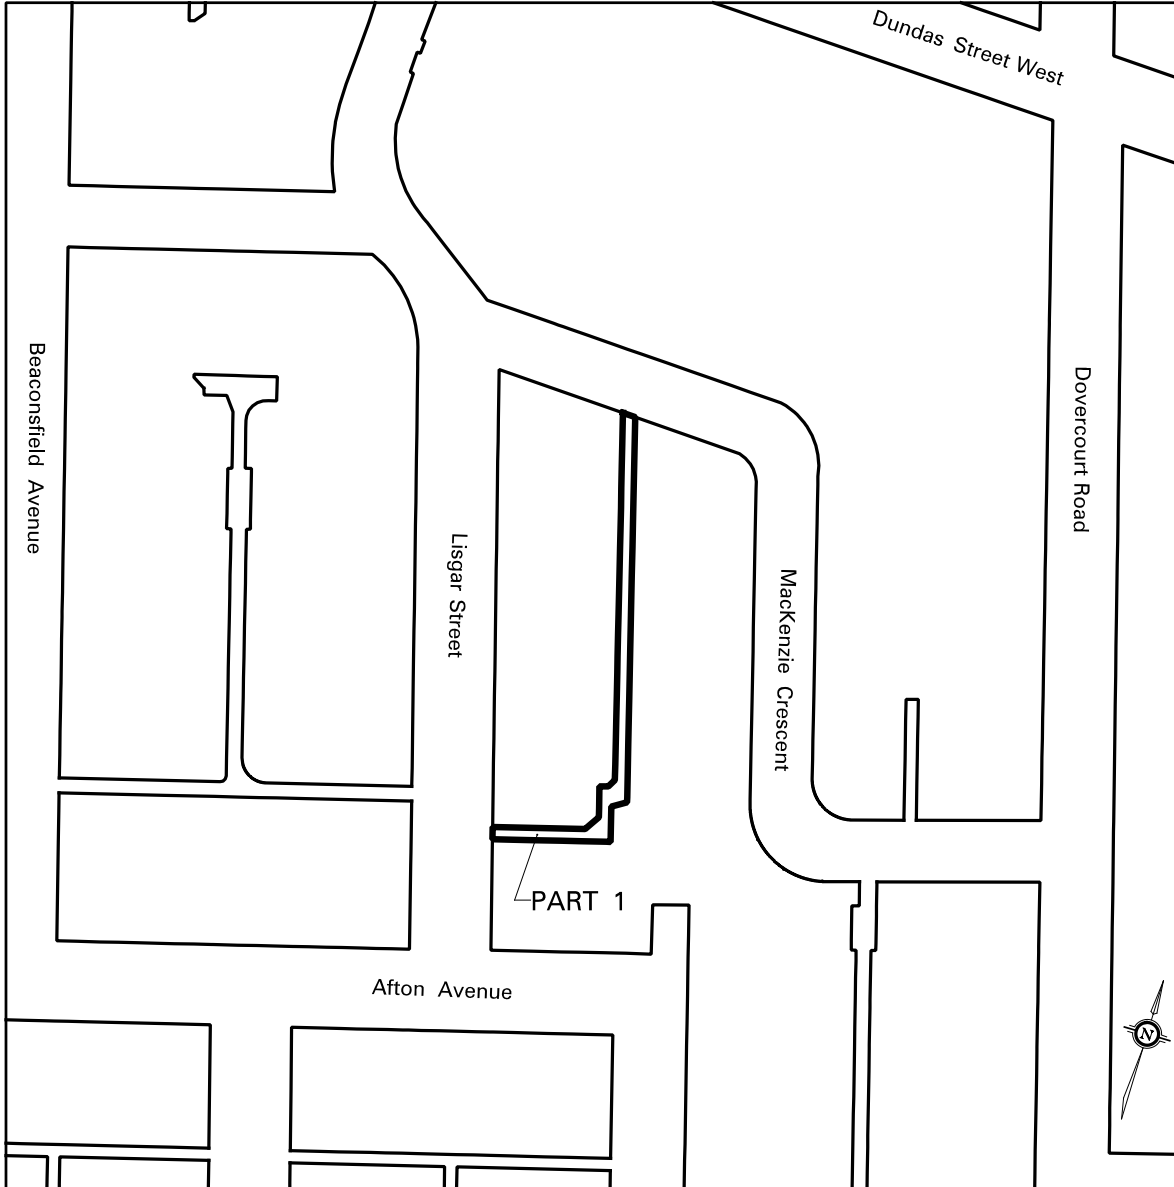 Dundas Street West
Beaconsfield Avenue
Dovercourt Road
Lisgar Street
MacKenzie Crescent
PART 1
Afton Avenue
N